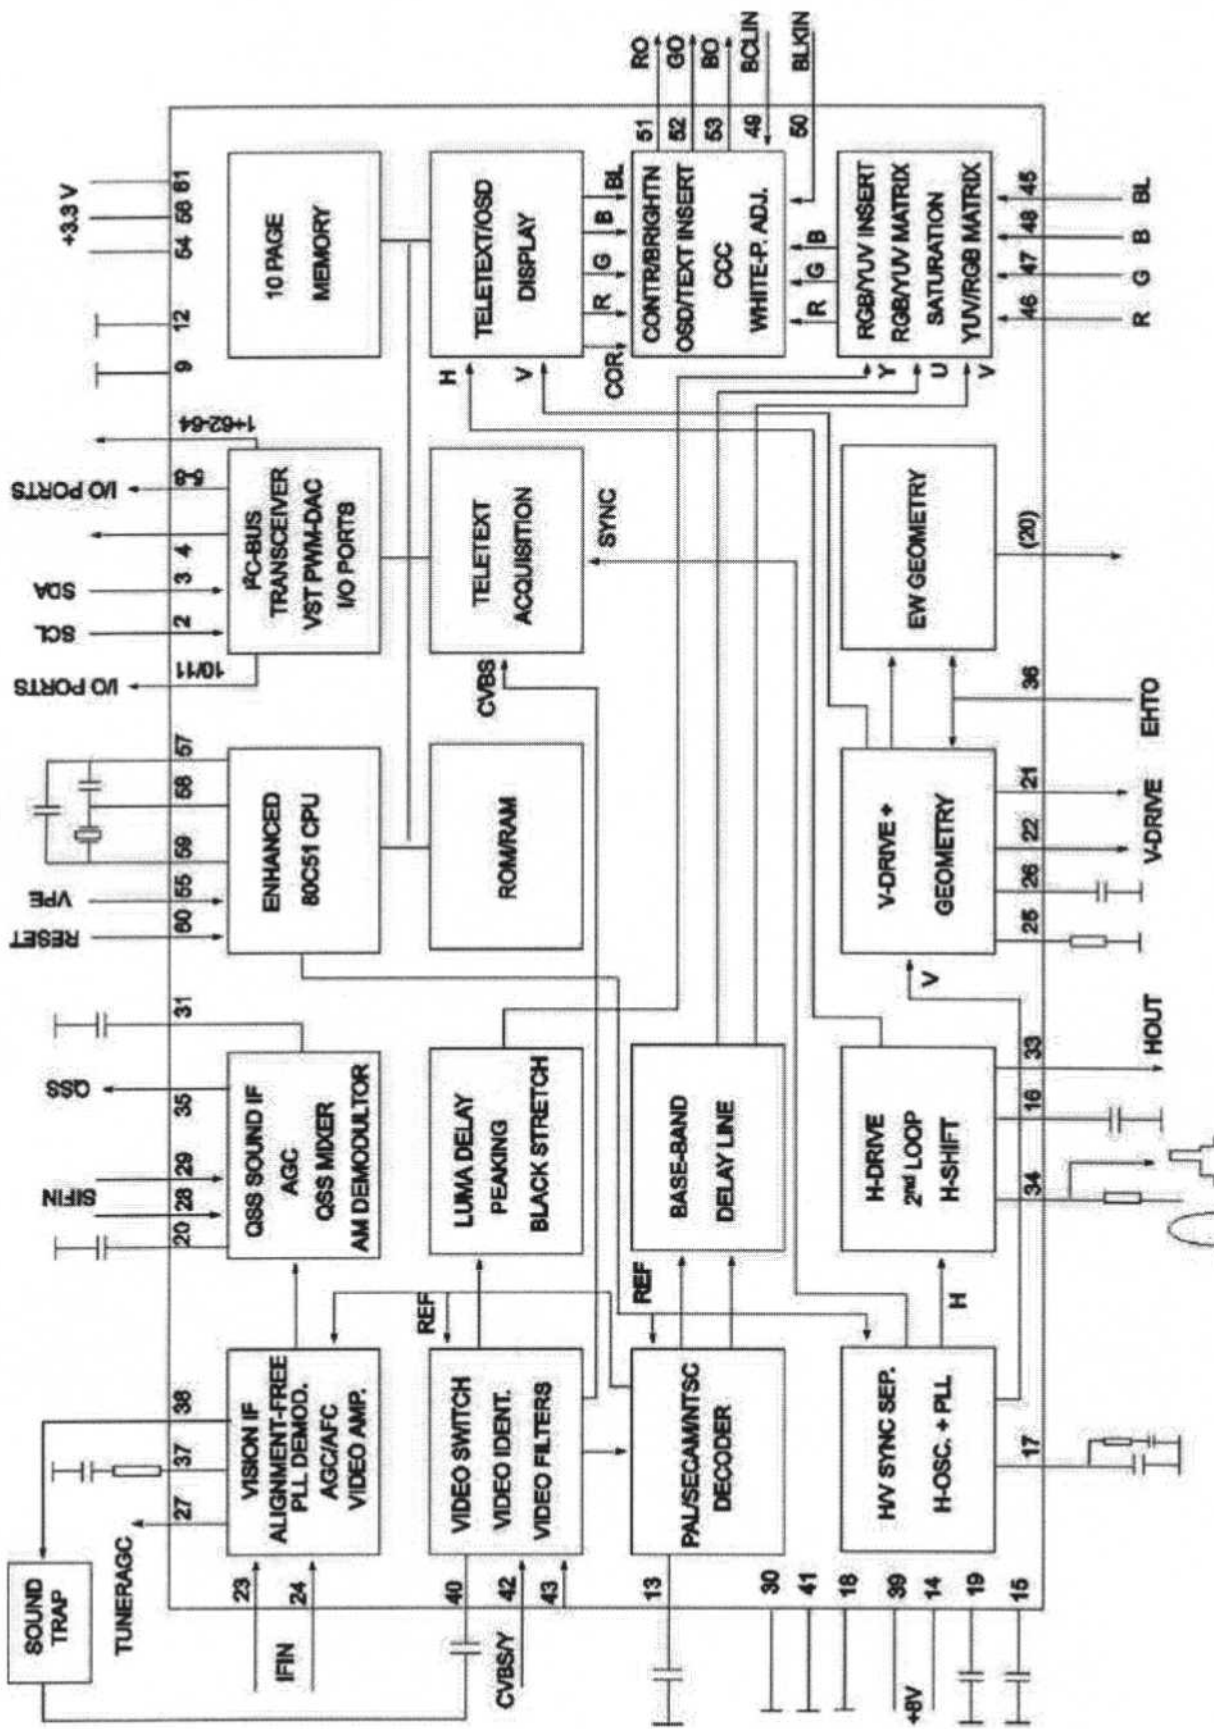 SOUND
TRAP
TUNERAGC
27
37
38
20
28
SIFIN
29
35
QSS
31
RESET
60
VPE
55
59
58
57
I/O PORTS
10/11
SCL
2
SDA
3
4
I/O PORTS
1+62-64
9
12
+3.3 V
54
56
61
IFIN
23
24
VISION IF
ALIGNMENT-FREE
PLL DEMOD.
AGC/AFC
VIDEO AMP.
QSS SOUND IF
AGC
QSS MIXER
AM DEMODULTOR
ENHANCED
80C51 CPU
I²C-BUS
TRANSCEIVER
VST PWM-DAC
I/O PORTS
10 PAGE
MEMORY
40
CVBS/Y
42
43
REF
VIDEO SWITCH
VIDEO IDENT.
VIDEO FILTERS
LUMA DELAY
PEAKING
BLACK STRETCH
ROM/RAM
CVBS
TELETEXT
ACQUISITION
SYNC
H
V
TELETEXT/OSD
DISPLAY
COR
R
G
B
BL
13
REF
PAL/SECAM/NTSC
DECODER
BASE-BAND
DELAY LINE
CONTR/BRIGHTN
OSD/TEXT INSERT
CCC
WHITE-P. ADJ.
51
RO
52
GO
53
BO
49
BCLIN
50
BLKIN
R
G
B
Y
U
V
RGB/YUV INSERT
RGB/YUV MATRIX
SATURATION
YUV/RGB MATRIX
30
41
18
39
+8V
14
19
15
H/V SYNC SEP.
H-OSC. + PLL
H
H-DRIVE
2nd LOOP
H-SHIFT
V
V-DRIVE +
GEOMETRY
EW GEOMETRY
17
34
16
33
HOUT
25
26
22
21
V-DRIVE
36
EHTO
(20)
46
47
48
45
R
G
B
BL